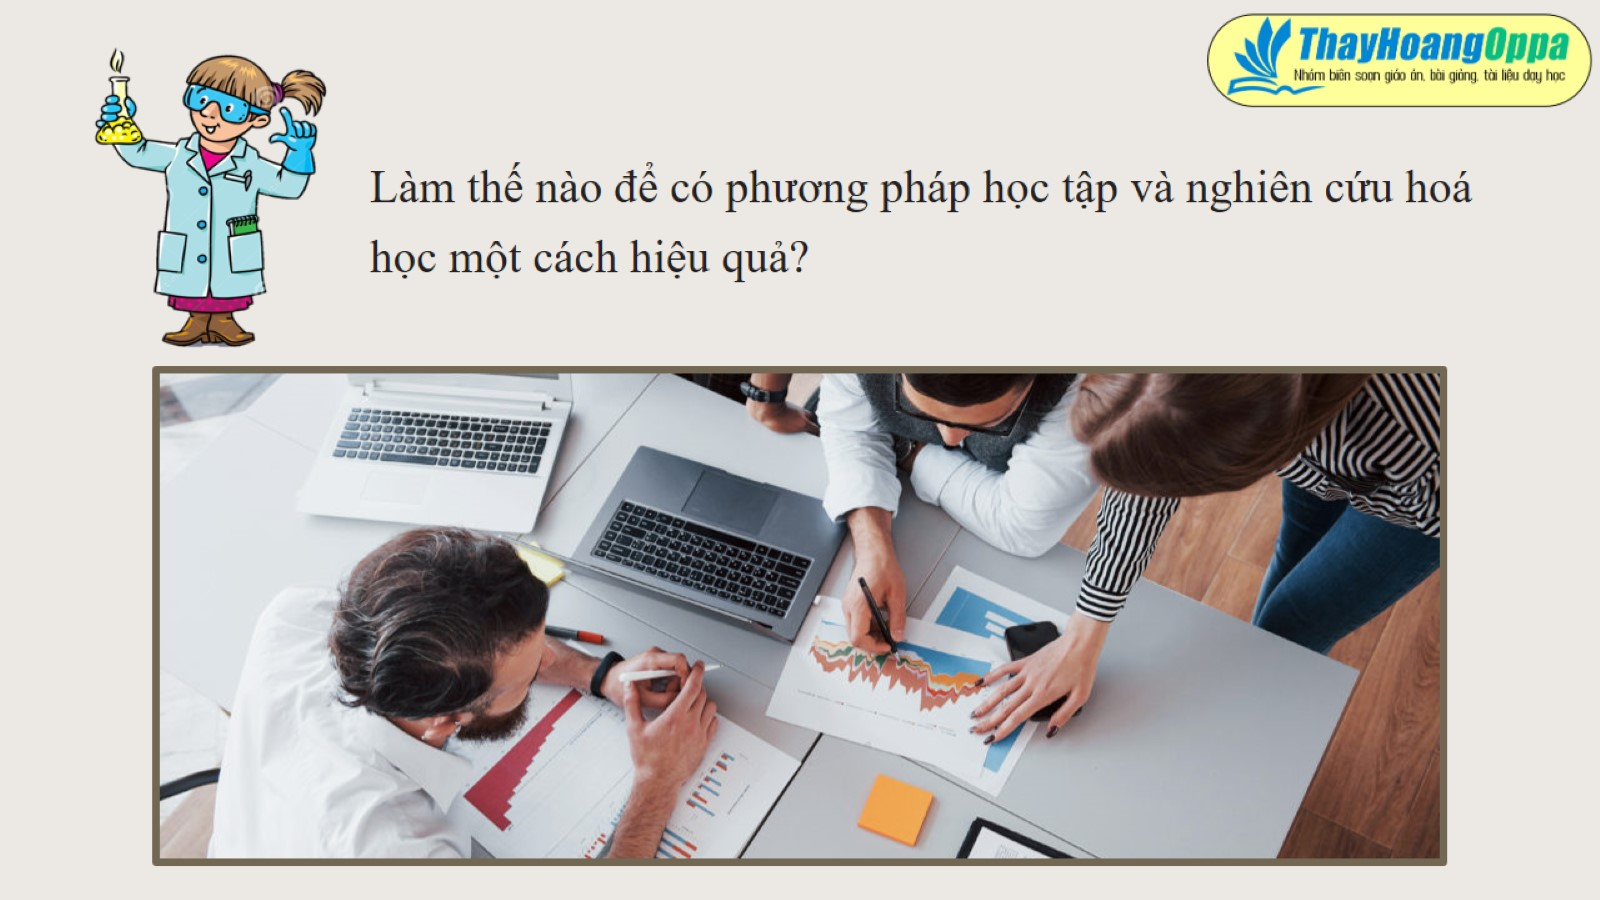 ThayHoangOppa
Nhóm biên soạn giáo án, bài giảng, tài liệu dạy học
Làm thế nào để có phương pháp học tập và nghiên cứu hoá
học một cách hiệu quả?